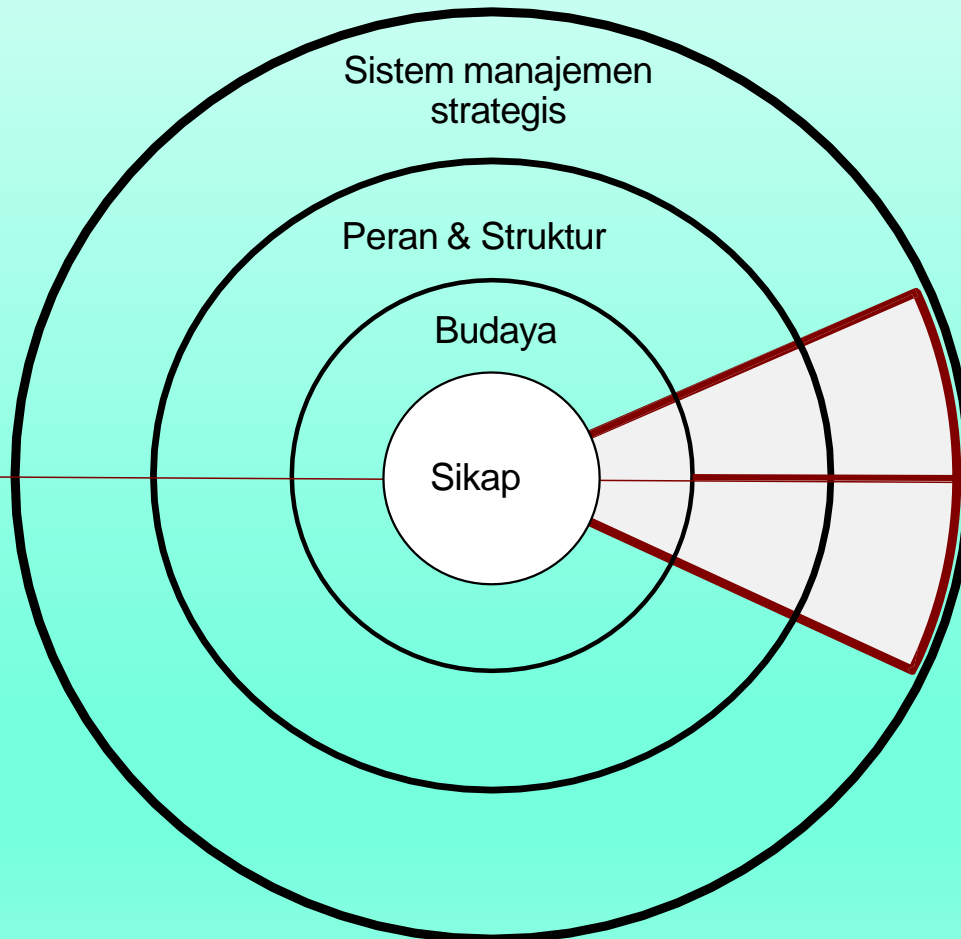 Sistem manajemen
strategis
Peran & Struktur
Budaya
Sikap